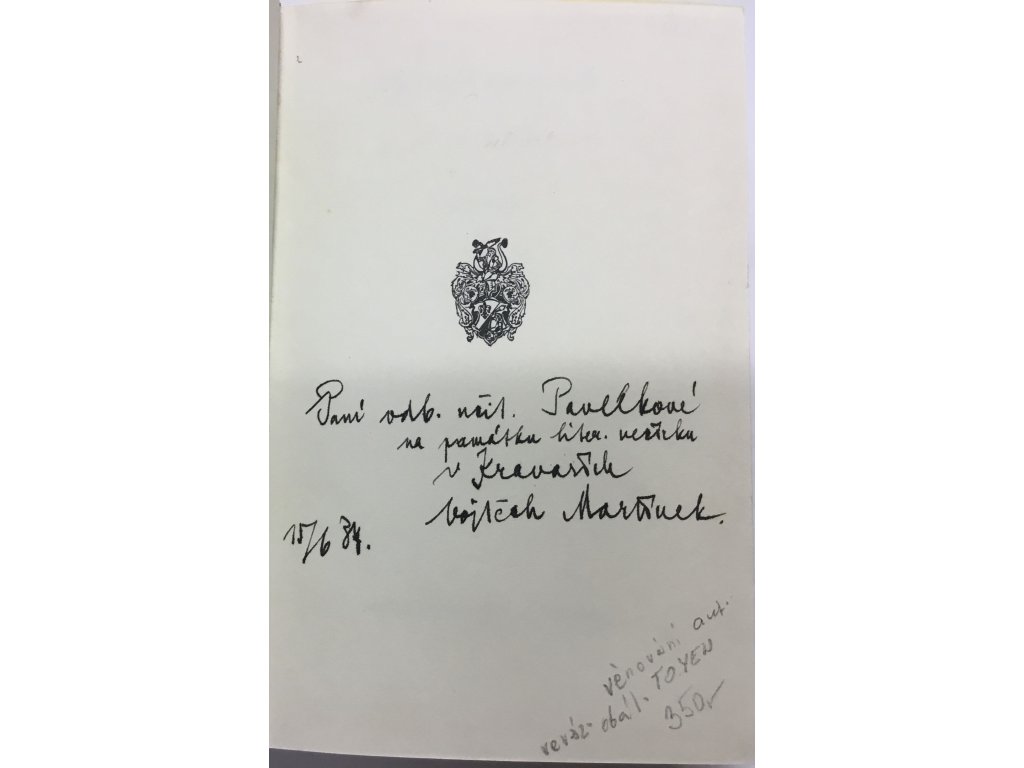 Paní odb. učit. Pavelkové
na památku liter. večírku
v Kravařích
Vojtěch Martínek.
15/6 34.
věnování aut.
obál. TOYEN
350,-